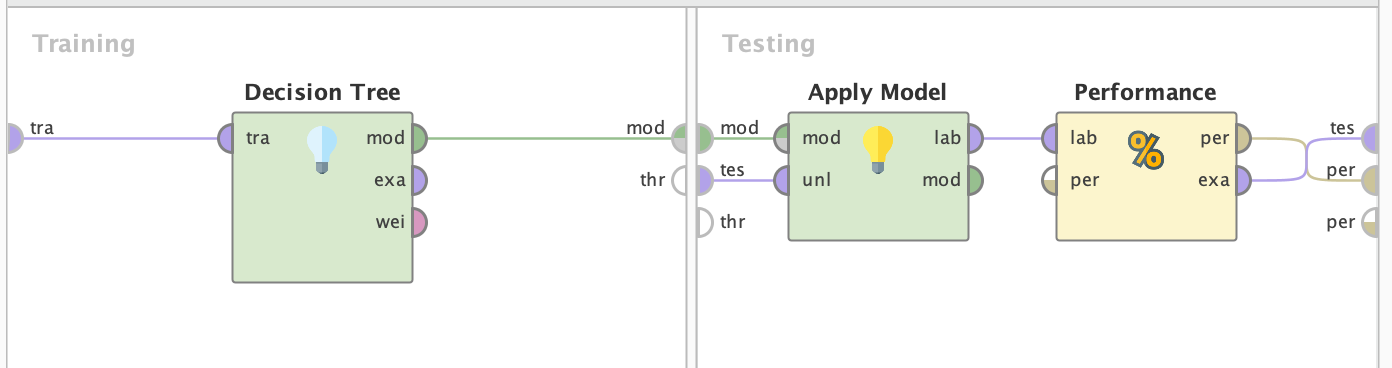 Training
Testing
Decision Tree
Apply Model
Performance
tra
tra
mod
exa
wei
mod
thr
mod
tes
thr
mod
unl
lab
mod
lab
per
per
exa
tes
per
per